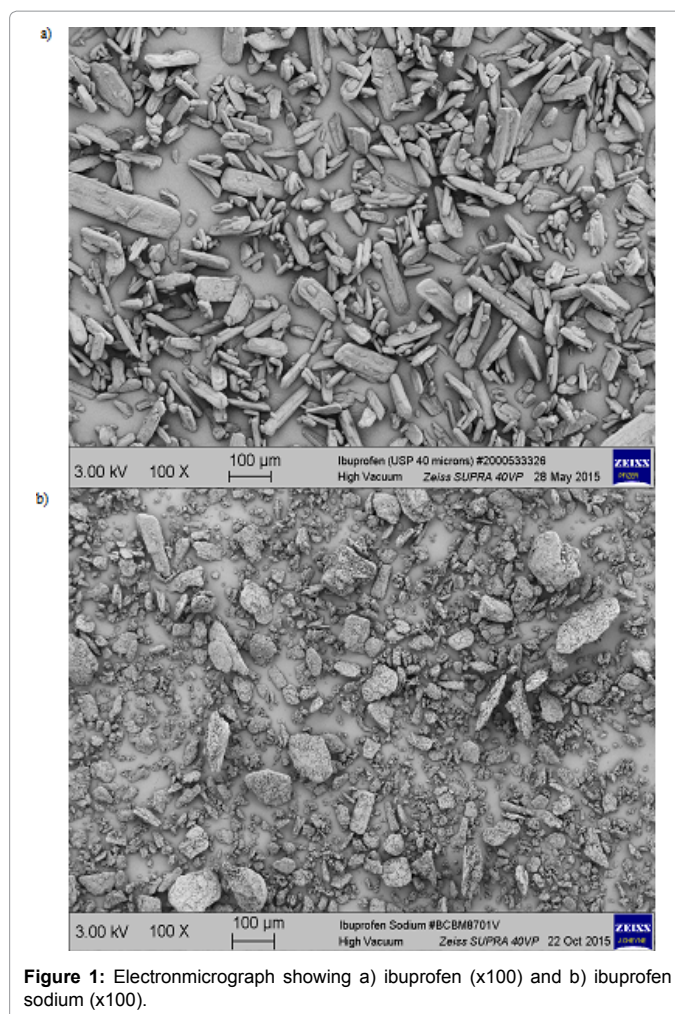 a)
3.00 kV 100 X 100 µm Ibuprofen (USP 40 microns) #2000533326
High Vacuum Zeiss SUPRA 40VP 28 May 2015
ZEISS
b)
3.00 kV 100 X 100 µm Ibuprofen Sodium #BCBM8701V
High Vacuum Zeiss SUPRA 40VP 22 Oct 2015
ZEISS
Figure 1: Electronmicrograph showing a) ibuprofen (x100) and b) ibuprofen
sodium (x100).